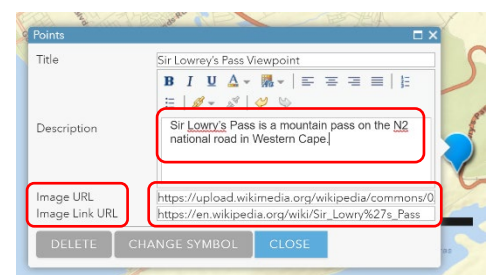 Points
Title
Sir Lowrey's Pass Viewpoint
B I U A
Description
Sir Lowry's Pass is a mountain pass on the N2
national road in Western Cape.
Image URL
https://upload.wikimedia.org/wikipedia/commons/0
Image Link URL
https://en.wikipedia.org/wiki/Sir_Lowry%27s_Pass
DELETE
CHANGE SYMBOL
CLOSE